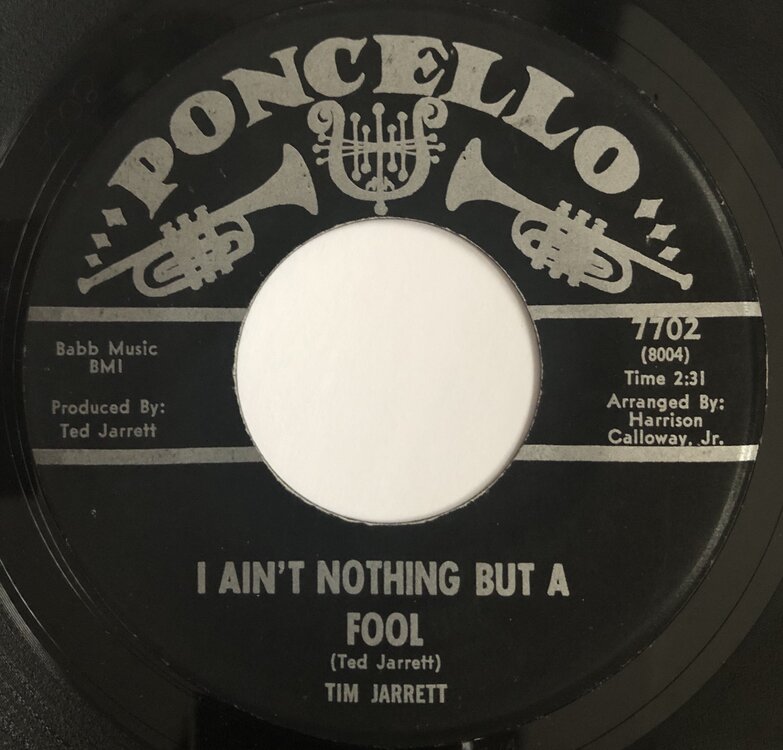 PONCELLO
Babb Music
BMI
Produced By:
Ted Jarrett
7702
(8004)
Time 2:31
Arranged By:
Harrison
Calloway, Jr.
I AIN'T NOTHING BUT A
FOOL
(Ted Jarrett)
TIM JARRETT